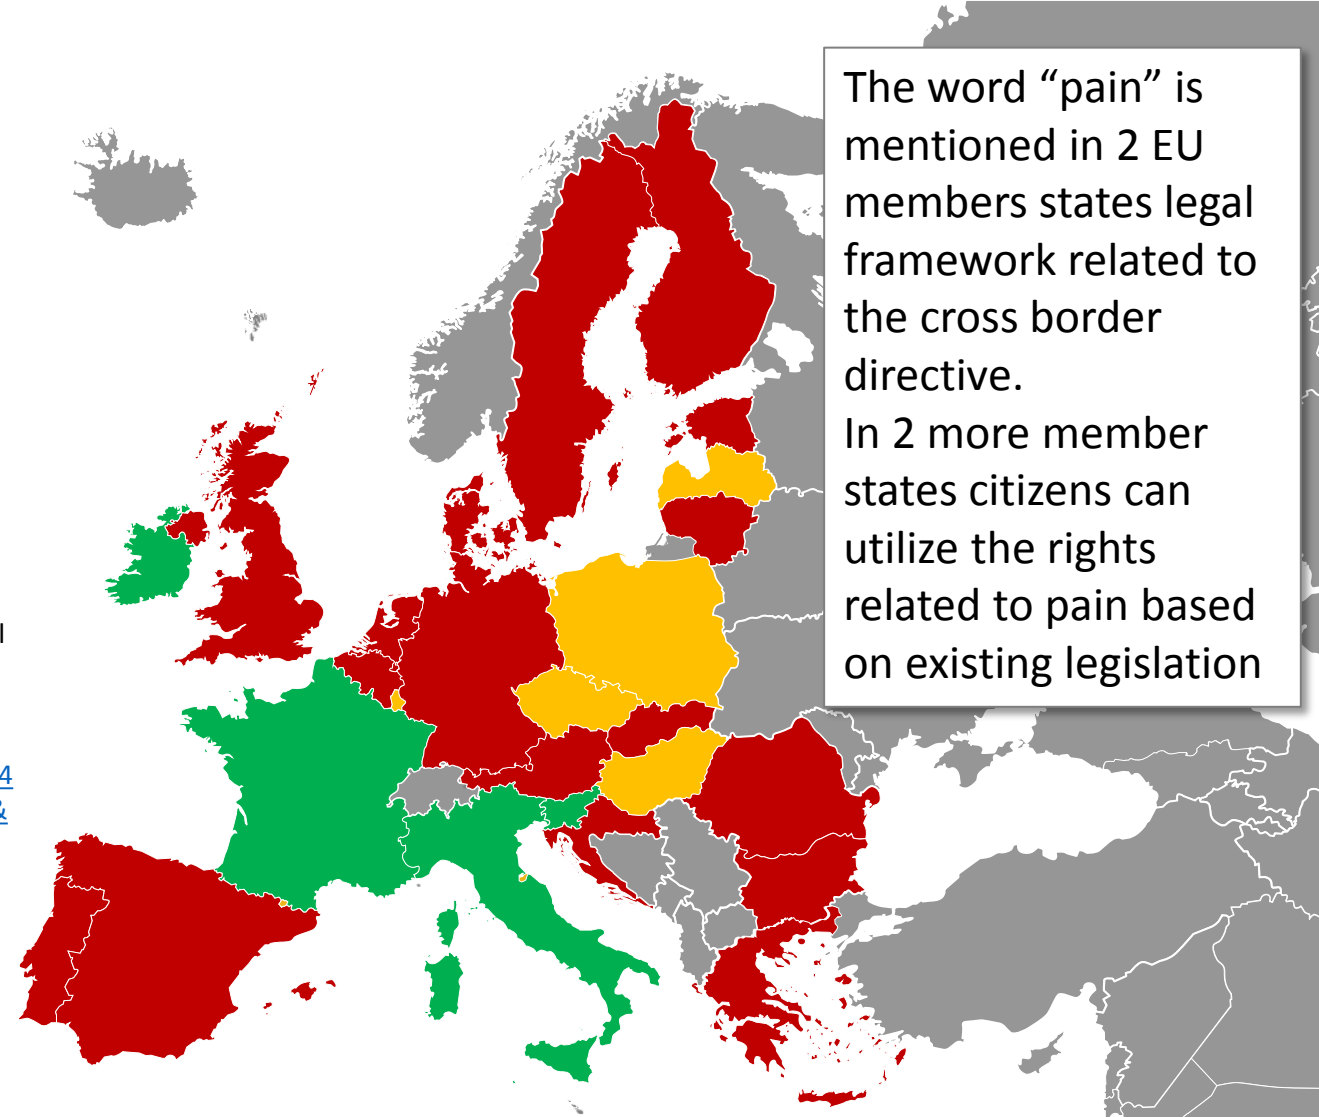 The word “pain” is
mentioned in 2 EU
members states legal
framework related to
the cross border
directive.
In 2 more member
states citizens can
utilize the rights
related to pain based
on existing legislation
l
4
&